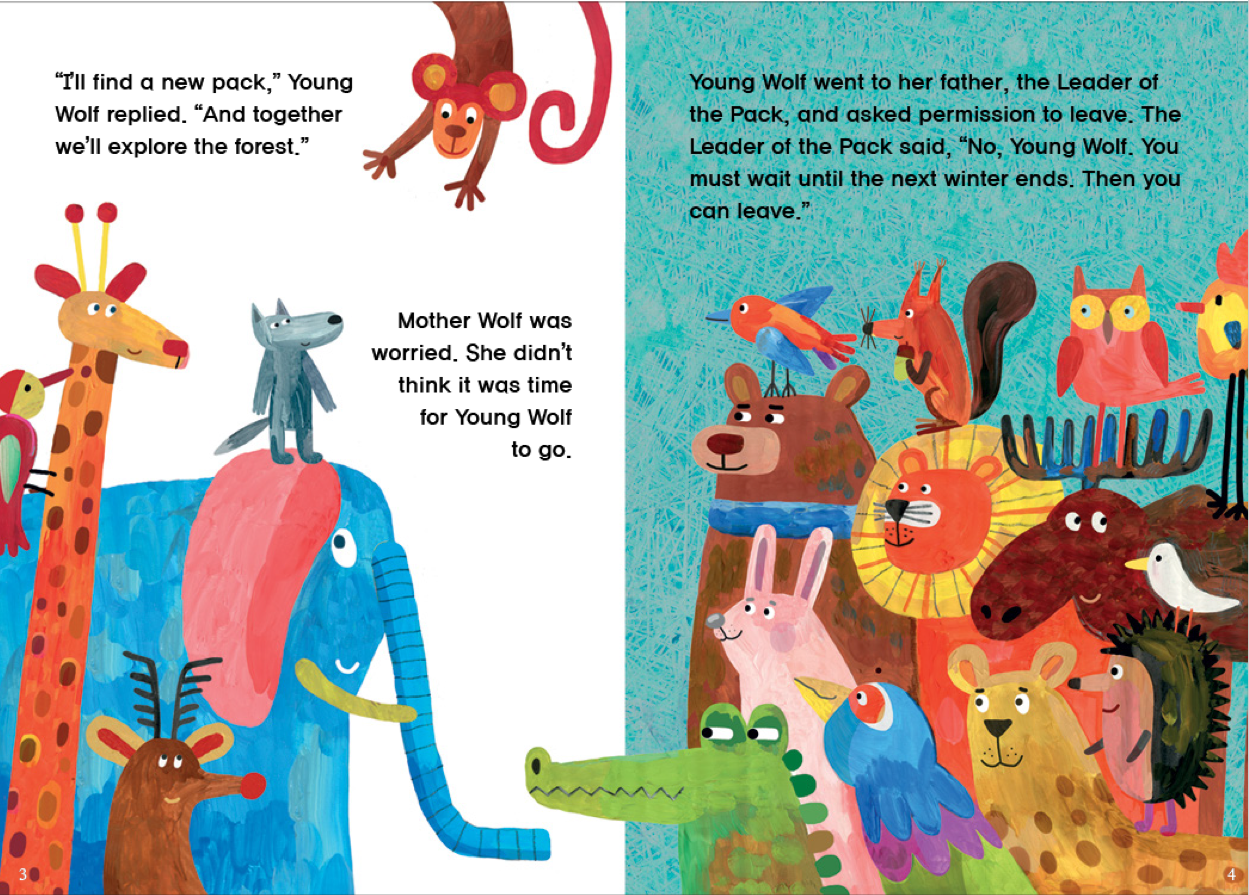 “I’ll find a new pack,” Young
Wolf replied. “And together
we’ll explore the forest.”
Mother Wolf was
worried. She didn’t
think it was time
for Young Wolf
to go.
3
Young Wolf went to her father, the Leader of
the Pack, and asked permission to leave. The
Leader of the Pack said, “No, Young Wolf. You
must wait until the next winter ends. Then you
can leave.”
4